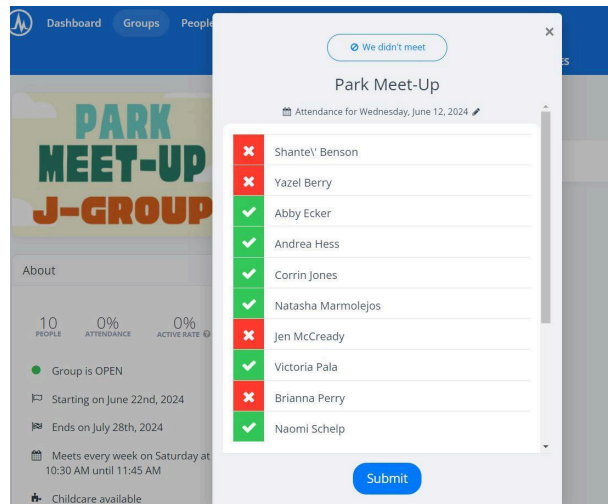 Dashboard Groups People
ES
PARK
MEET-UP
J-GROUP
About
10 0% 0%
PEOPLE ATTENDANCE ACTIVE RATE
Group is OPEN
Starting on June 22nd, 2024
Ends on July 28th, 2024
Meets every week on Saturday at
10:30 AM until 11:45 AM
Childcare available
We didn't meet
Park Meet-Up
Attendance for Wednesday, June 12, 2024
Shante\' Benson
Yazel Berry
Abby Ecker
Andrea Hess
Corrin Jones
Natasha Marmolejos
Jen McCready
Victoria Pala
Brianna Perry
Naomi Schelp
Submit